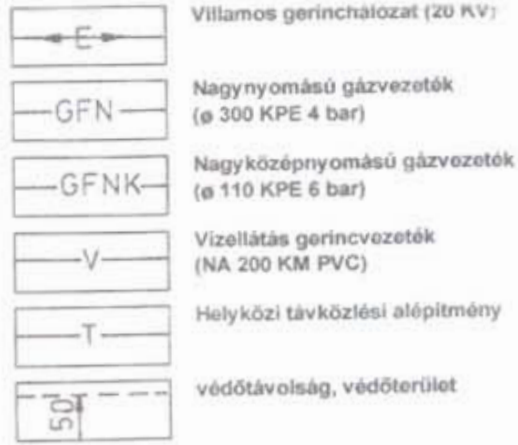 E
Villamos gerinchálózat (20 KV)
GFN
Nagynyomású gázvezeték
(ø 300 KPE 4 bar)
GFNK
Nagyközépnyomású gázvezeték
(ø 110 KPE 6 bar)
V
Vízellátás gerincvezeték
(NA 200 KM PVC)
T
Helyközi távközlési alépítmény
50
védőtávolság, védőterület